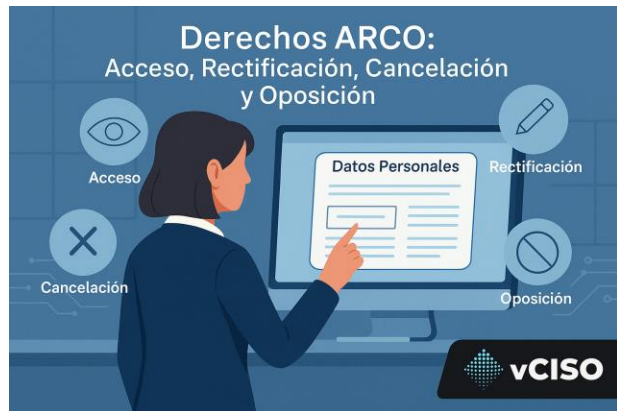 Derechos ARCO:
Acceso, Rectificación, Cancelación
y Oposición
Acceso
Datos Personales
Rectificación
Cancelación
Oposición
vCISO